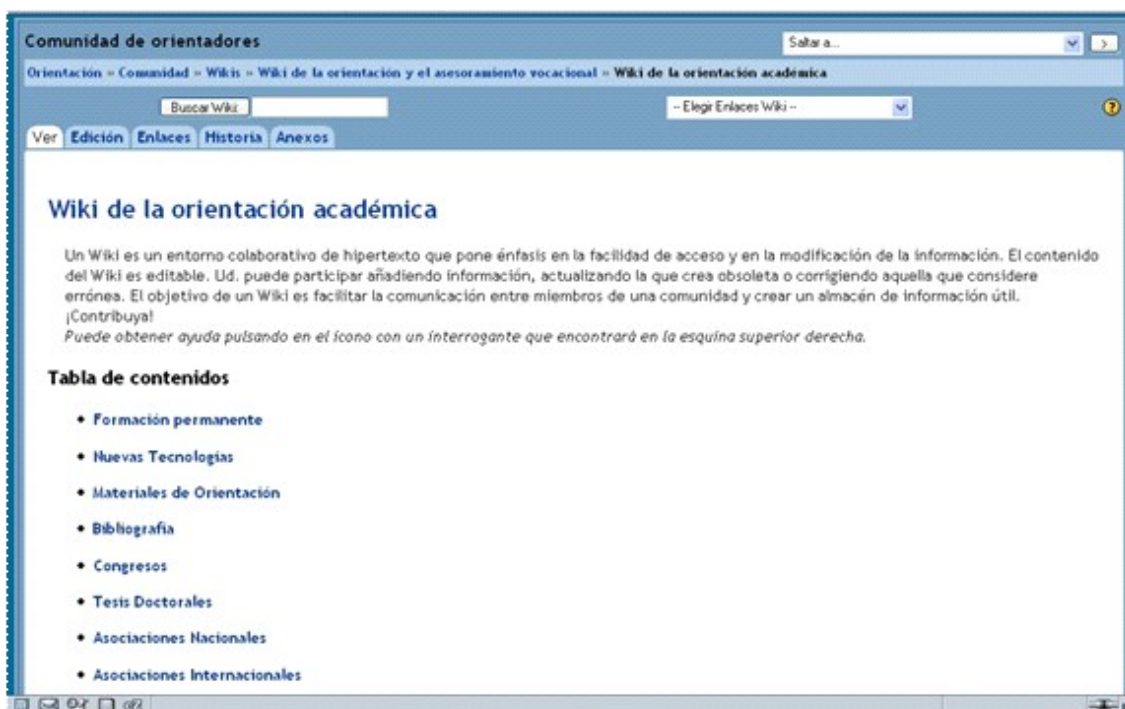 Comunidad de orientadores
Saltar a...
>
Orientación » Comunidad » Wikis » Wiki de la orientación y el asesoramiento vocacional » Wiki de la orientación académica
Buscar Wiki:
-- Elegir Enlaces Wiki --
?
Ver Edición Enlaces Historia Anexos
Wiki de la orientación académica
Un Wiki es un entorno colaborativo de hipertexto que pone énfasis en la facilidad de acceso y en la modificación de la información. El contenido
del Wiki es editable. Ud. puede participar añadiendo información, actualizando la que crea obsoleta o corrigiendo aquella que considere
errónea. El objetivo de un Wiki es facilitar la comunicación entre miembros de una comunidad y crear un almacén de información útil.
¡Contribuya!
Puede obtener ayuda pulsando en el ícono con un interrogante que encontrará en la esquina superior derecha.
Tabla de contenidos
• Formación permanente
• Nuevas Tecnologías
• Materiales de Orientación
• Bibliografía
• Congresos
• Tesis Doctorales
• Asociaciones Nacionales
• Asociaciones Internacionales